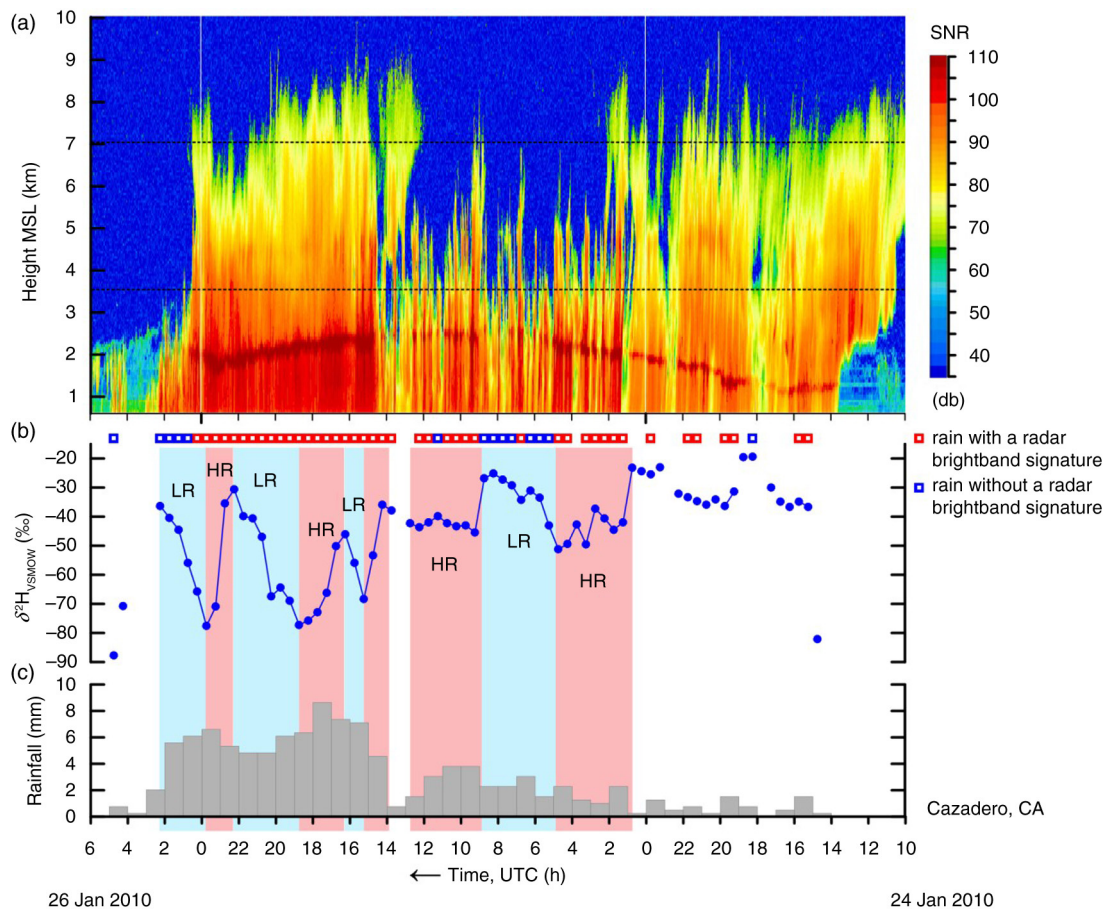 (a)
10
9
8
7
6
5
4
3
2
1
Height MSL (km)
SNR
110
100
90
80
70
60
50
40
(db)
(b)
−20
−30
−40
−50
−60
−70
−80
−90
δ²H_VSMOW (‰)
LR
HR
LR
HR
LR
HR
LR
HR
rain with a radar
brightband signature
rain without a radar
brightband signature
(c)
10
8
6
4
2
0
Rainfall (mm)
Cazadero, CA
6 4 2 0 22 20 18 16 14 12 10 8 6 4 2 0 22 20 18 16 14 12 10
← Time, UTC (h)
26 Jan 2010
24 Jan 2010